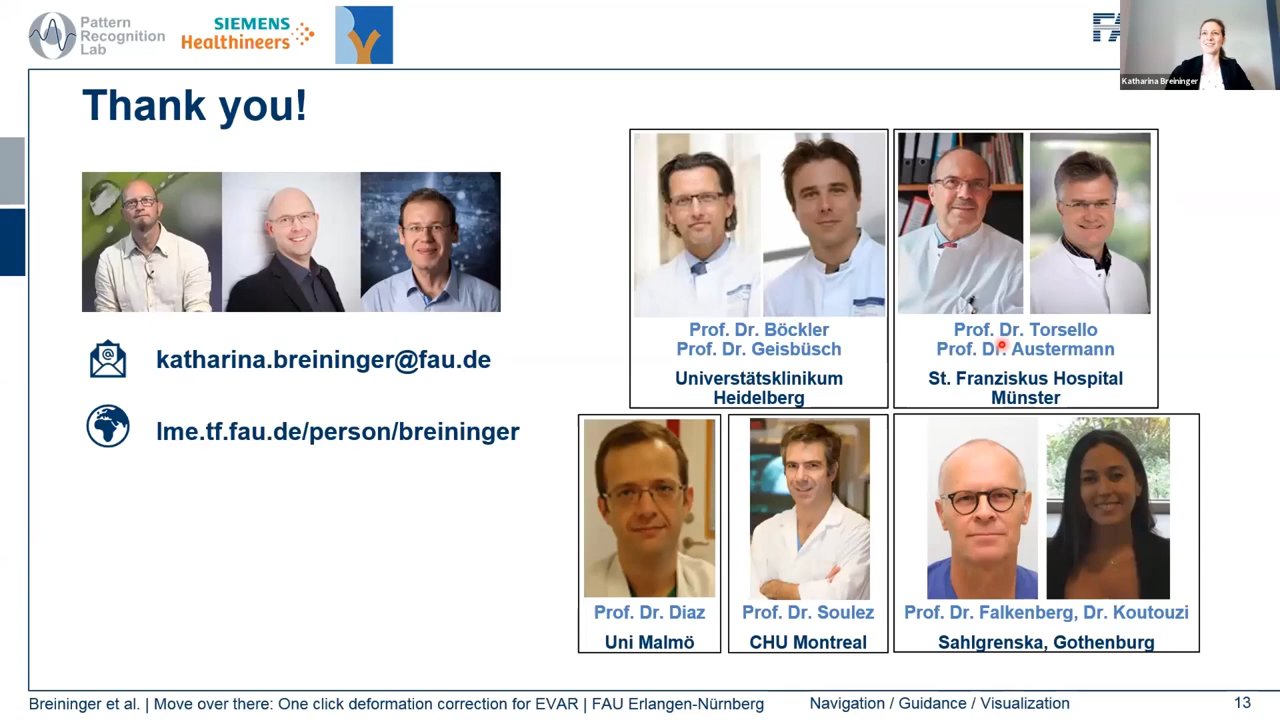 Pattern
Recognition
Lab
SIEMENS
Healthineers
Katharina Breininger
Thank you!
katharina.breininger@fau.de
lme.tf.fau.de/person/breininger
Prof. Dr. Böckler
Prof. Dr. Geisbüsch
Universtätsklinikum
Heidelberg
Prof. Dr. Torsello
Prof. Dr. Austermann
St. Franziskus Hospital
Münster
Prof. Dr. Diaz
Uni Malmö
Prof. Dr. Soulez
CHU Montreal
Prof. Dr. Falkenberg, Dr. Koutouzi
Sahlgrenska, Gothenburg
Breininger et al. | Move over there: One click deformation correction for EVAR | FAU Erlangen-Nürnberg
Navigation / Guidance / Visualization
13